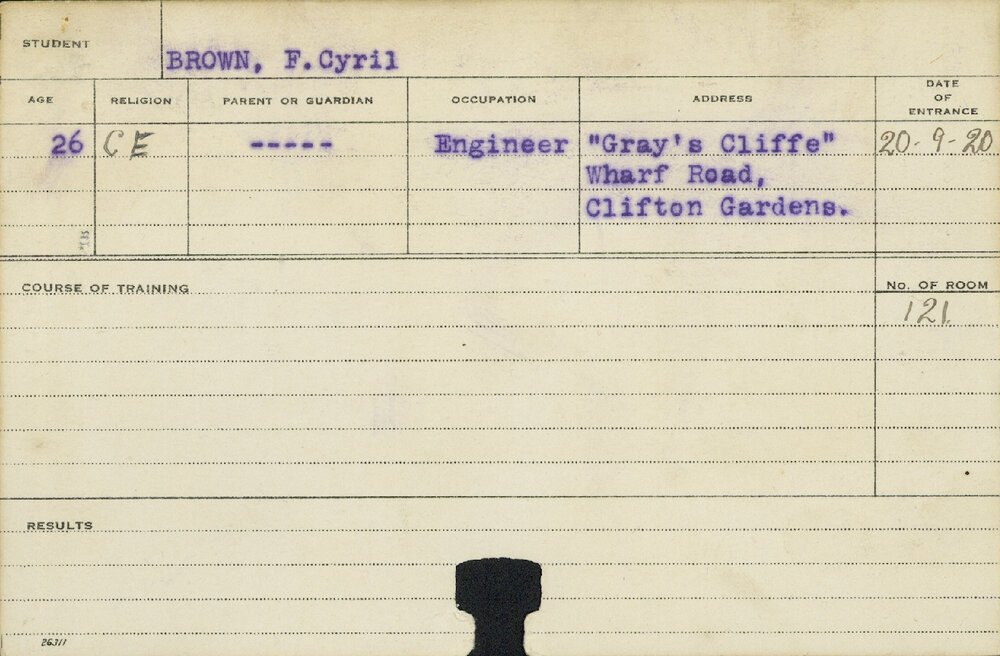 STUDENT
BROWN, F.Cyril
AGE RELIGION PARENT OR GUARDIAN OCCUPATION ADDRESS DATE OF ENTRANCE
26 C E ----- Engineer "Gray's Cliffe" 20-9-20
Wharf Road,
Clifton Gardens.
COURSE OF TRAINING No. OF ROOM
121.
RESULTS
26311